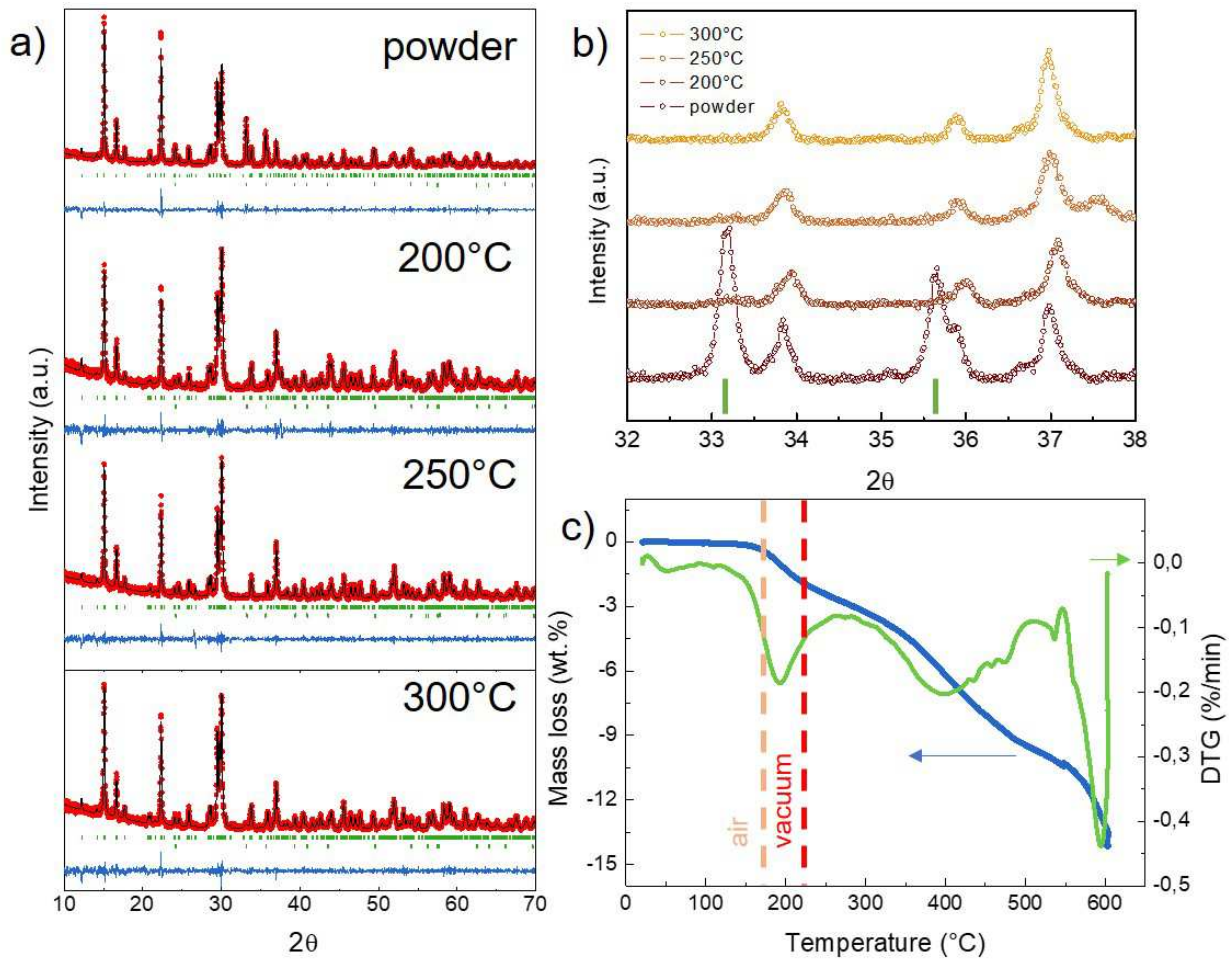 a)
powder
200°C
250°C
300°C
Intensity (a.u.)
10 20 30 40 50 60 70
2θ
b)
300°C
250°C
200°C
powder
Intensity (a.u.)
32 33 34 35 36 37 38
2θ
c)
0
-3
-6
-9
-12
-15
Mass loss (wt. %)
air
vacuum
0,0
-0,1
-0,2
-0,3
-0,4
-0,5
DTG (%/min)
0 100 200 300 400 500 600
Temperature (°C)